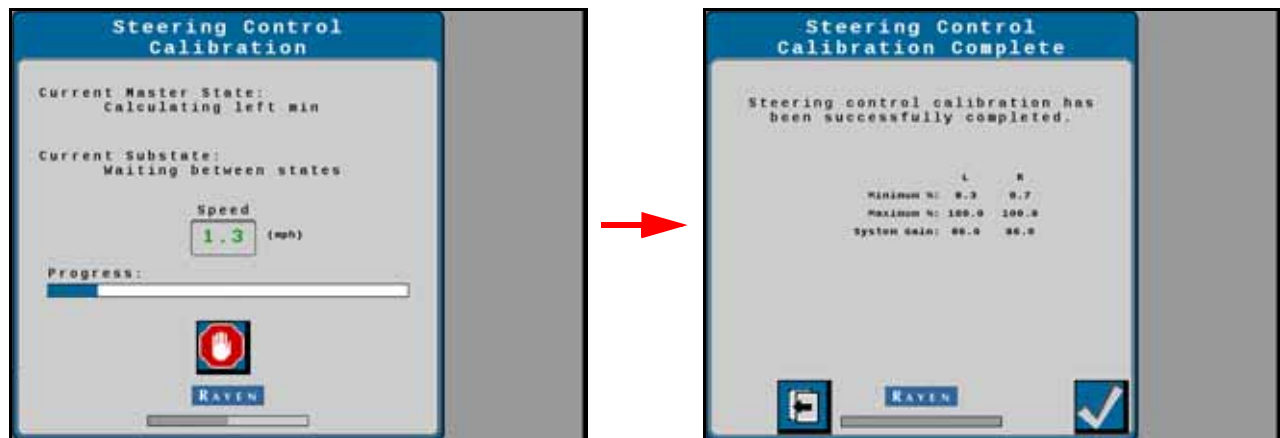 Steering Control
Calibration
Current Master State:
Calculating left min
Current Substate:
Waiting between states
Speed
1.3 (mph)
Progress:
RAVEN
Steering Control
Calibration Complete
Steering control calibration has
been successfully completed.
L R
Minimum %:
Maximum %: 100.0 100.0
System Gain:
RAVEN